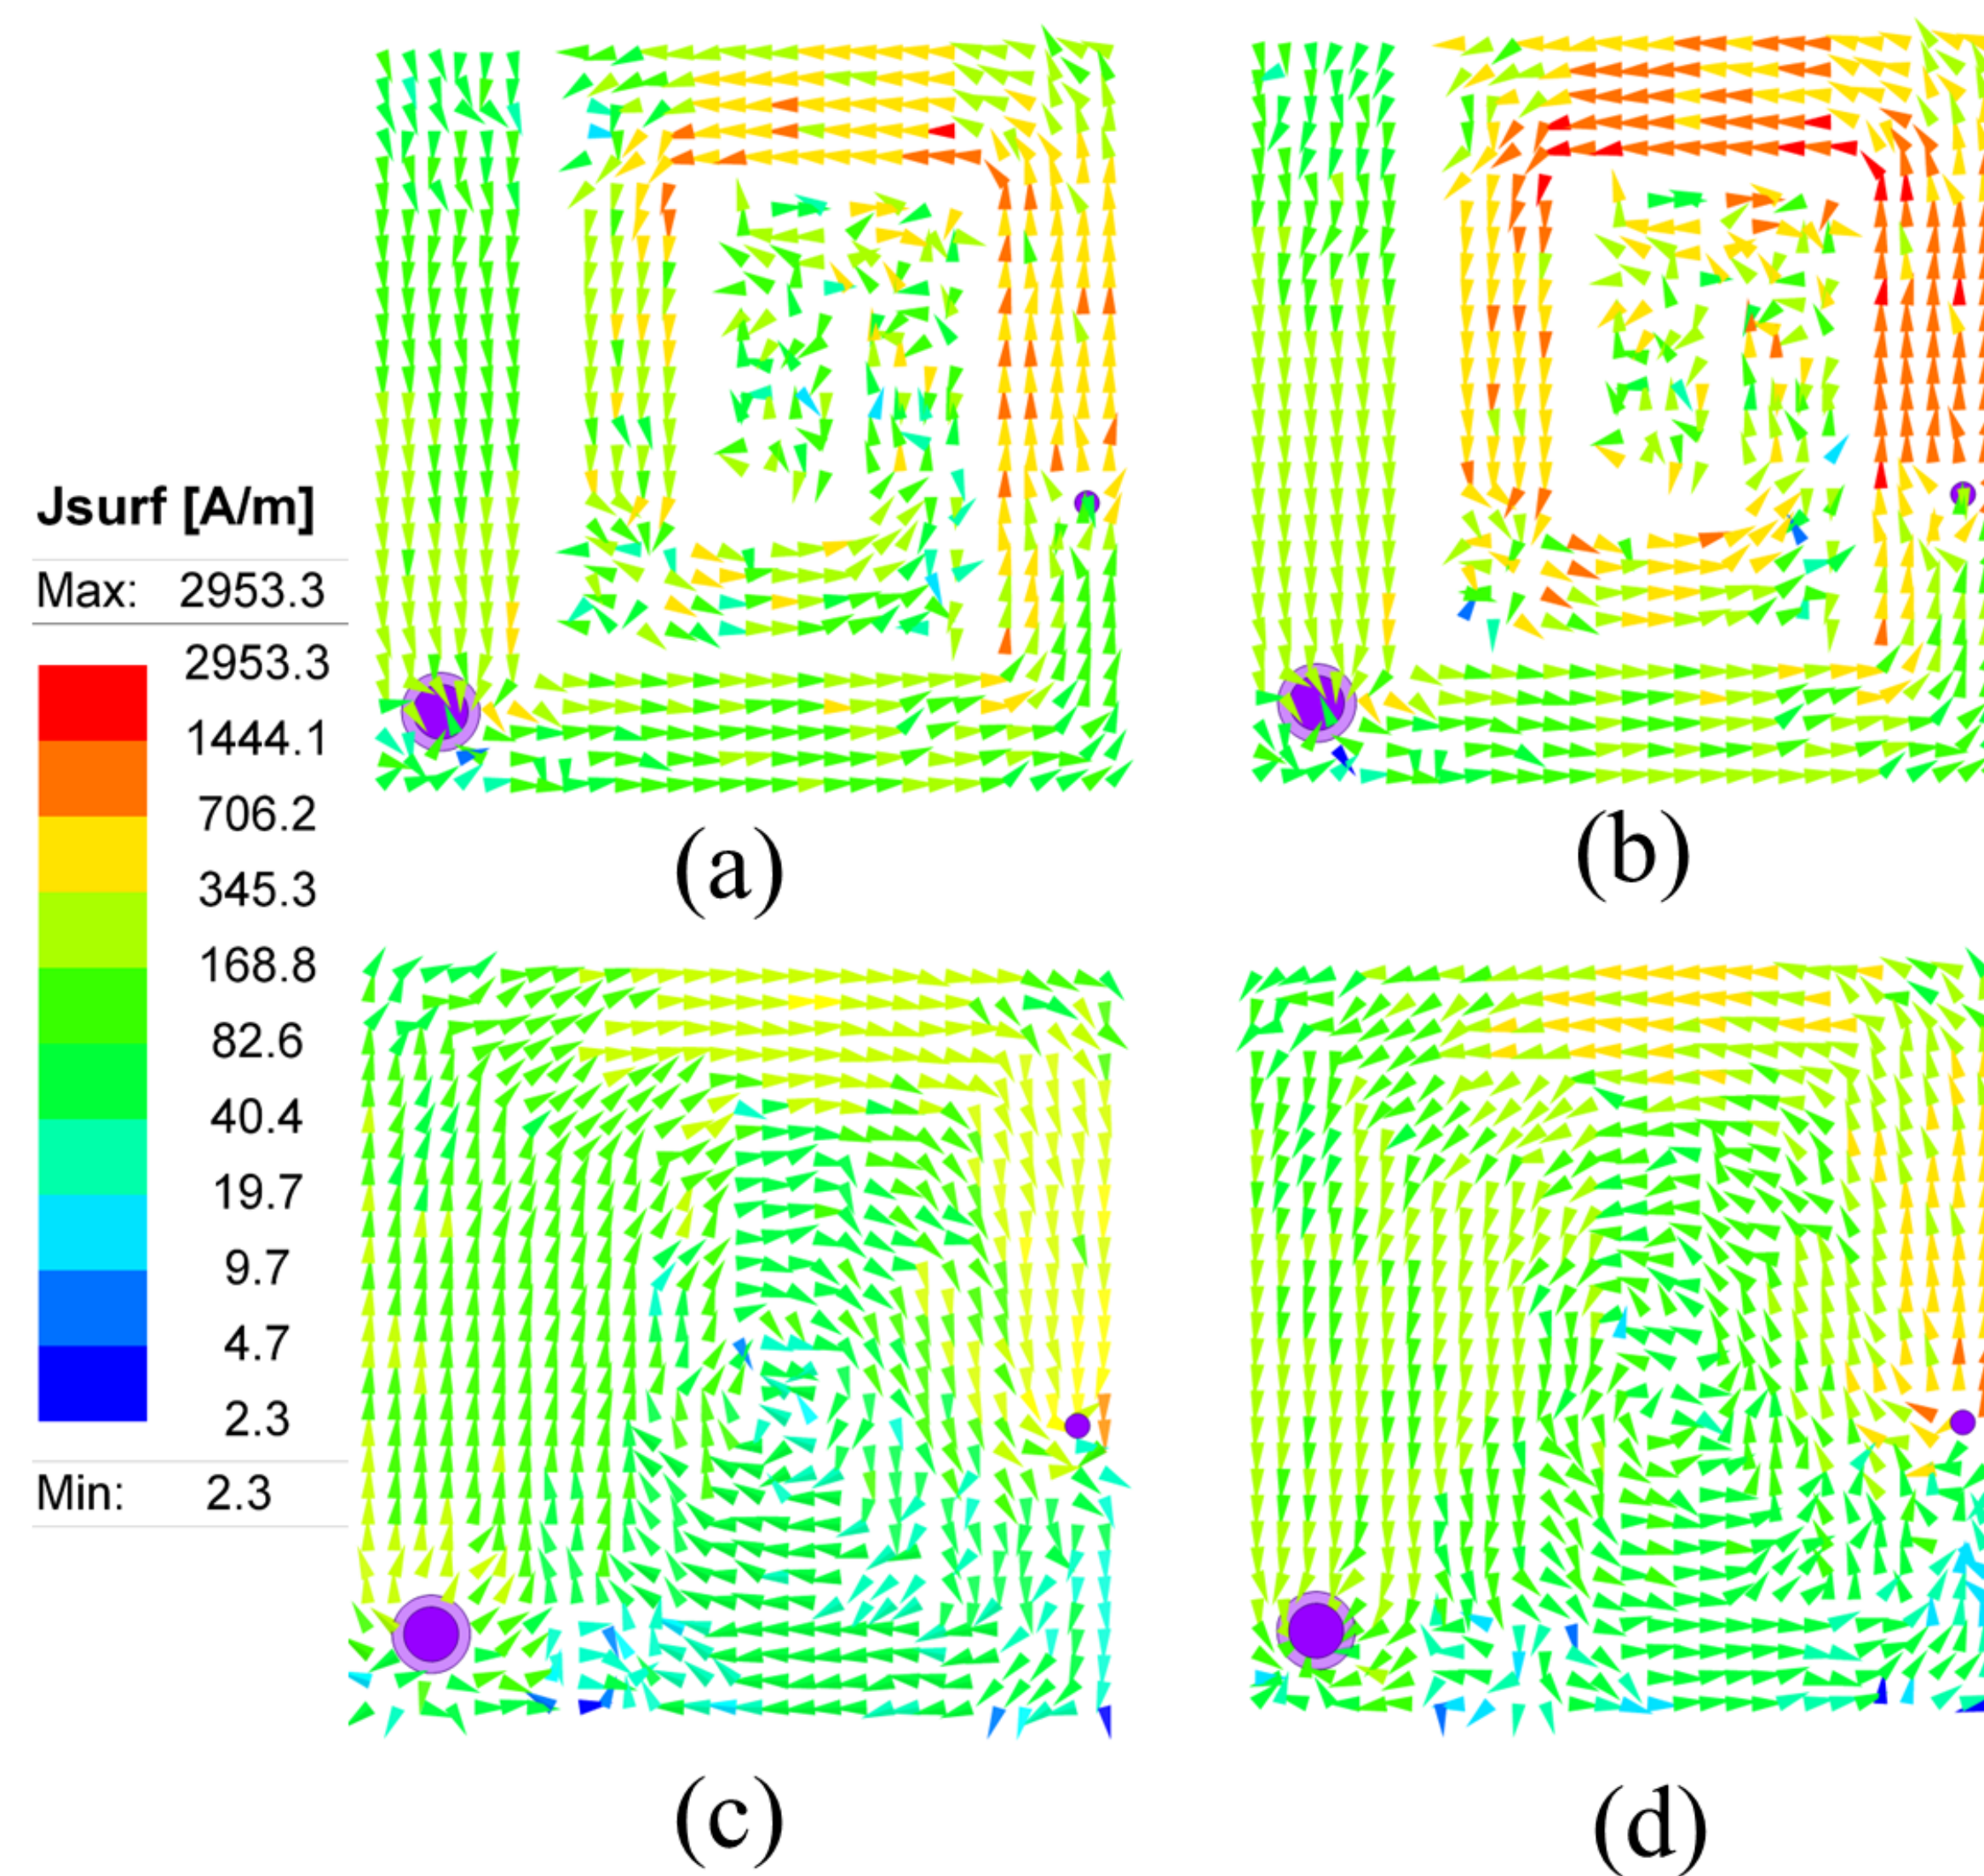 Jsurf [A/m]
Max: 2953.3
2953.3
1444.1
706.2
345.3
168.8
82.6
40.4
19.7
9.7
4.7
2.3
Min: 2.3
(a)
(b)
(c)
(d)